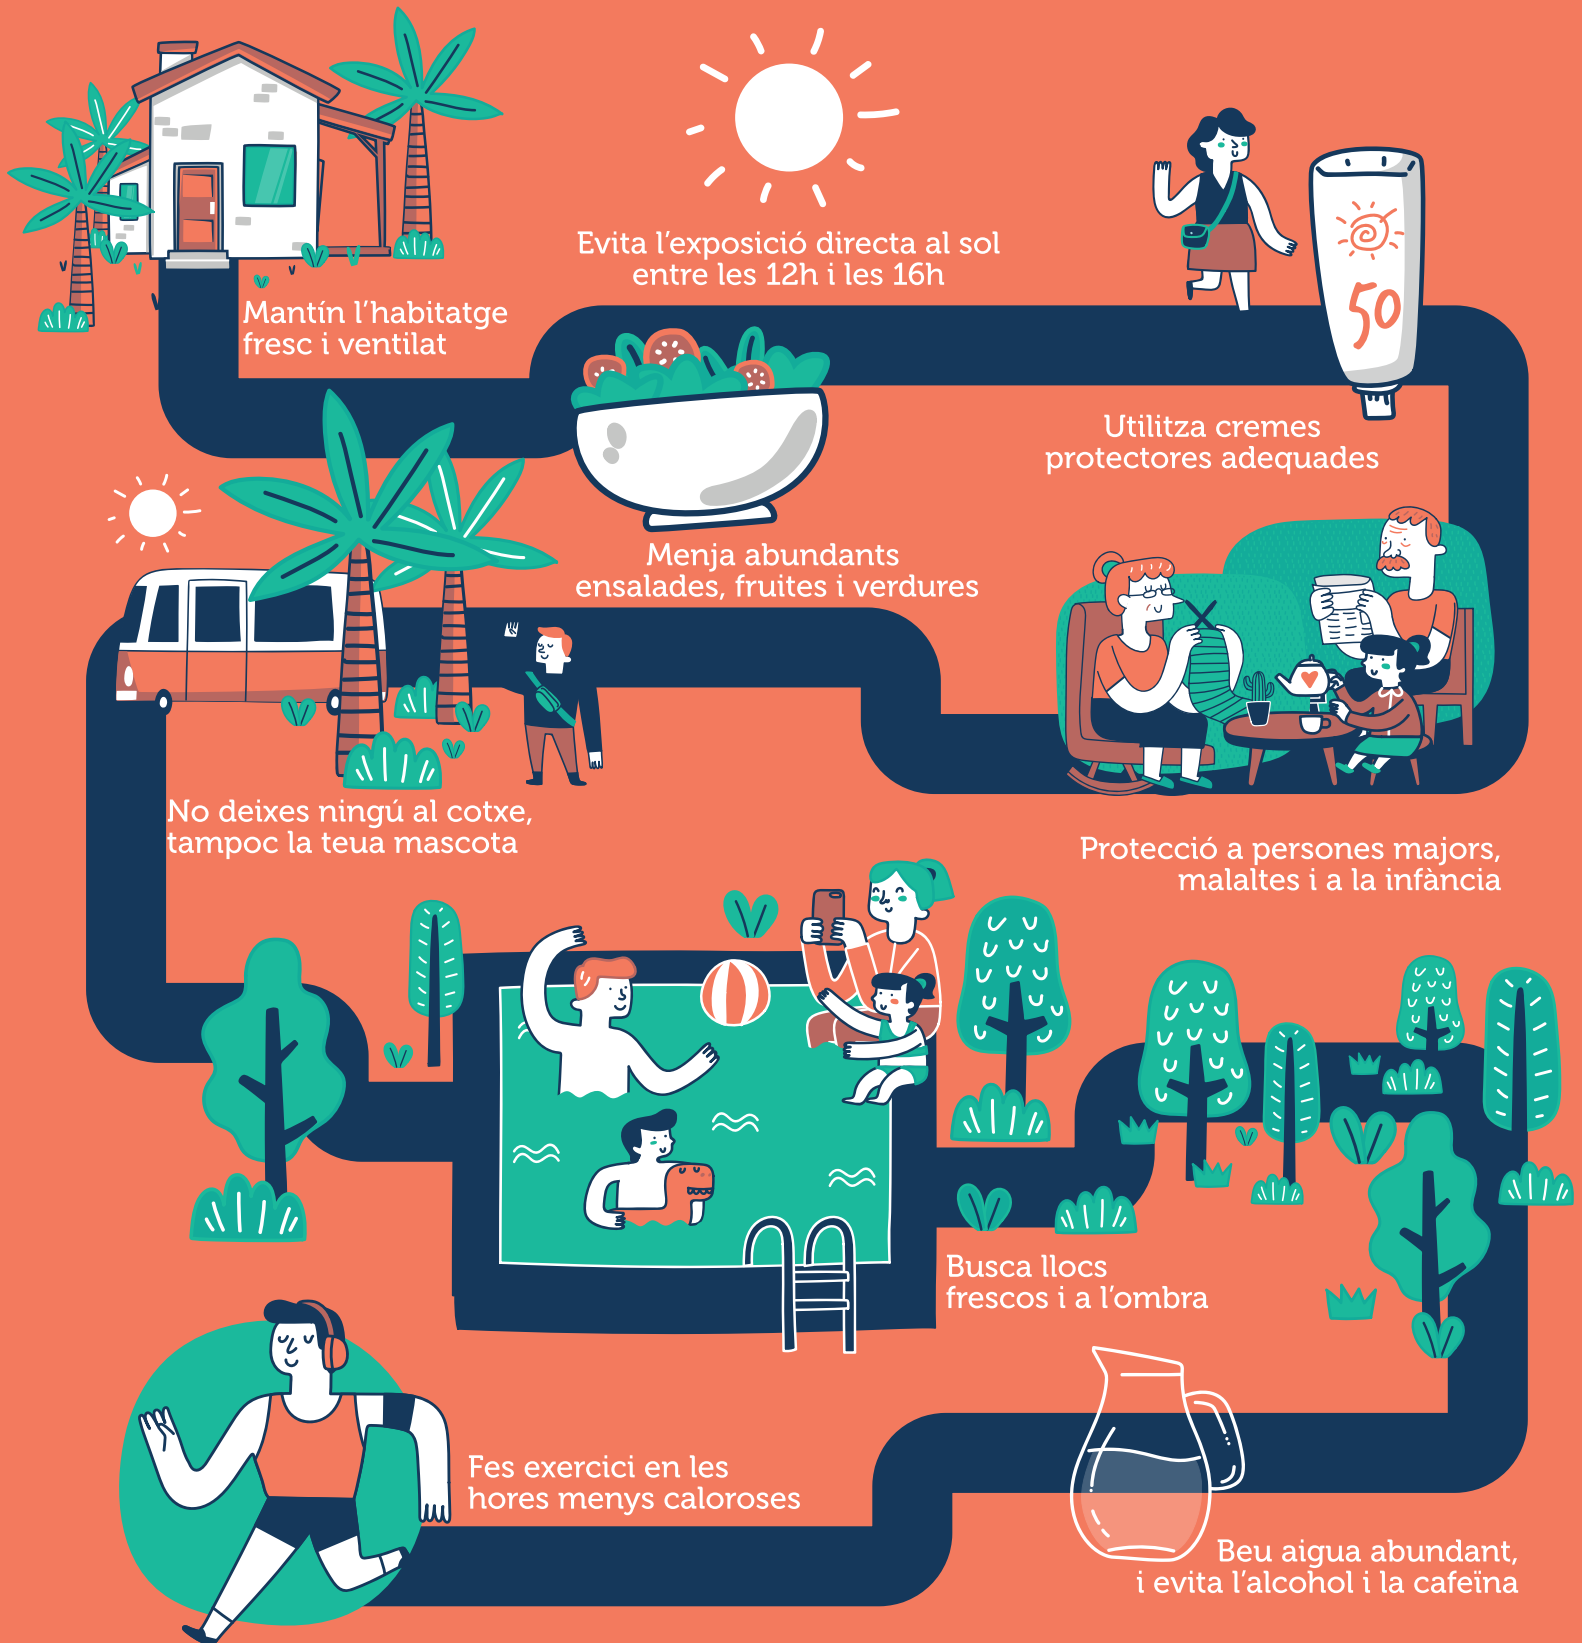 Evita l'exposició directa al sol
entre les 12h i les 16h
Mantín l'habitatge
fresc i ventilat
50
Utilitza cremes
protectores adequades
Menja abundants
ensalades, fruites i verdures
No deixes ningú al cotxe,
tampoc la teua mascota
Protecció a persones majors,
malaltes i a la infància
Busca llocs
frescos i a l'ombra
Fes exercici en les
hores menys caloroses
Beu aigua abundant,
i evita l'alcohol i la cafeïna